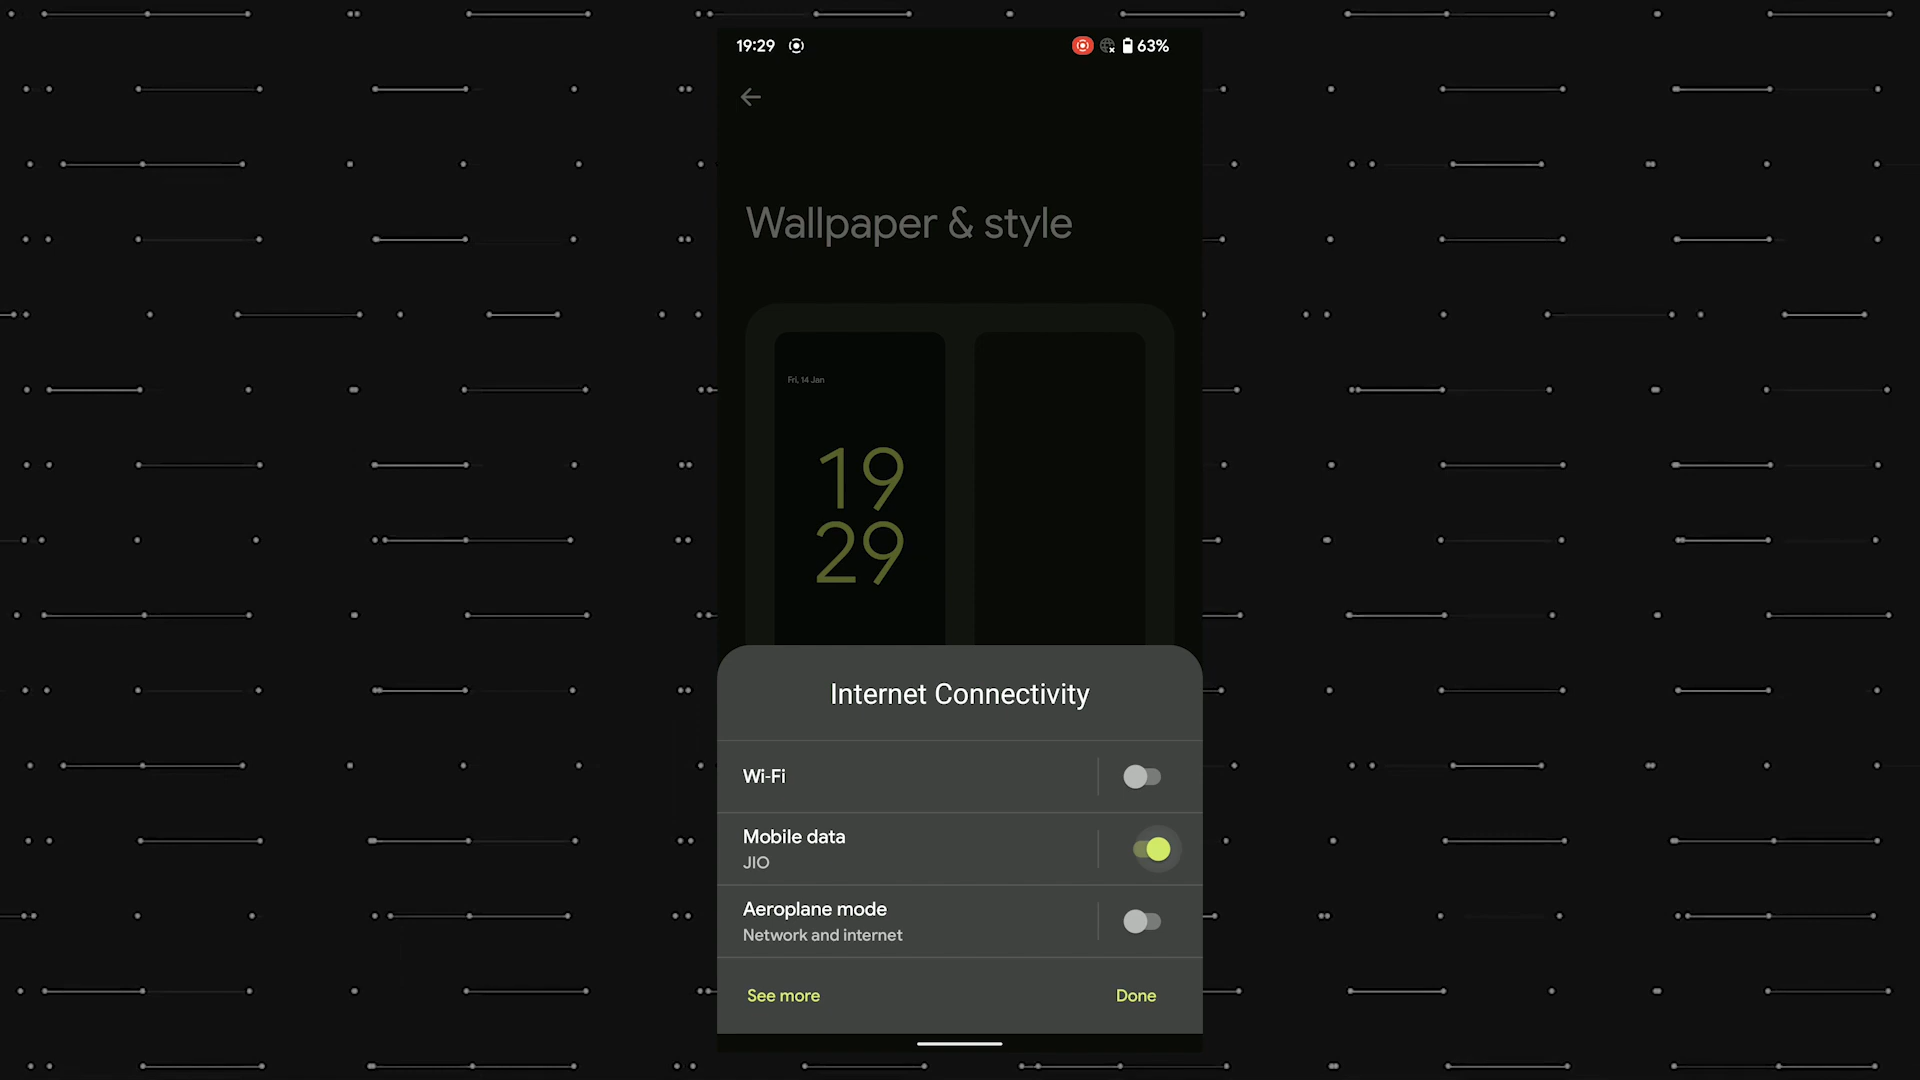 19:29
63%
Wallpaper & style
Fri, 14 Jan
19
29
Internet Connectivity
Wi-Fi
Mobile data
JIO
Aeroplane mode
Network and internet
See more
Done